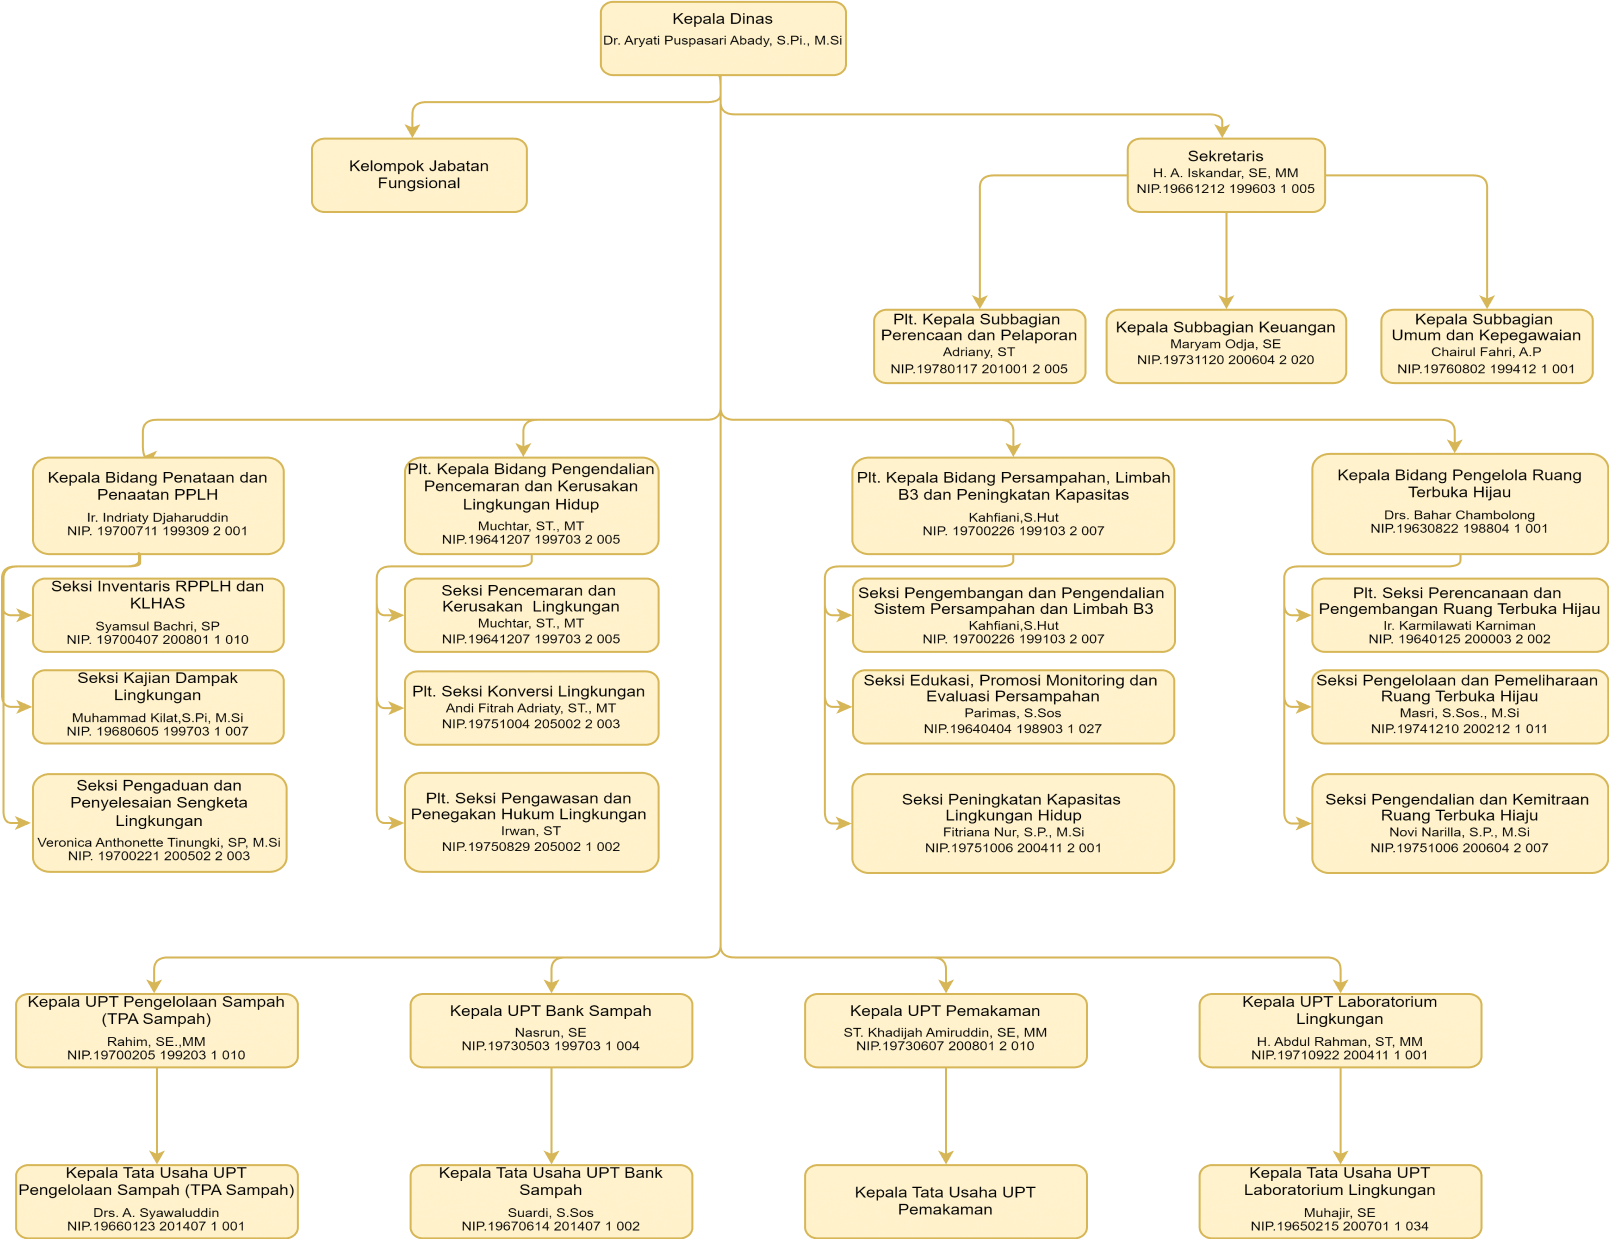 Kepala Dinas
Dr. Aryati Puspasari Abady, S.Pi., M.Si
Kelompok Jabatan
Fungsional
Sekretaris
H. A. Iskandar, SE, MM
NIP.19661212 199603 1 005
Plt. Kepala Subbagian
Perencaan dan Pelaporan
Adriany, ST
NIP.19780117 201001 2 005
Kepala Subbagian Keuangan
Maryam Odja, SE
NIP.19731120 200604 2 020
Kepala Subbagian
Umum dan Kepegawaian
Chairul Fahri, A.P
NIP.19760802 199412 1 001
Kepala Bidang Penataan dan
Penaatan PPLH
Ir. Indriaty Djaharuddin
NIP. 19700711 199309 2 001
Plt. Kepala Bidang Pengendalian
Pencemaran dan Kerusakan
Lingkungan Hidup
Muchtar, ST., MT
NIP.19641207 199703 2 005
Plt. Kepala Bidang Persampahan, Limbah
B3 dan Peningkatan Kapasitas
Kahfiani,S.Hut
NIP. 19700226 199103 2 007
Kepala Bidang Pengelola Ruang
Terbuka Hijau
Drs. Bahar Chambolong
NIP.19630822 198804 1 001
Seksi Inventaris RPPLH dan
KLHAS
Syamsul Bachri, SP
NIP. 19700407 200801 1 010
Seksi Pencemaran dan
Kerusakan  Lingkungan
Muchtar, ST., MT
NIP.19641207 199703 2 005
Seksi Pengembangan dan Pengendalian
Sistem Persampahan dan Limbah B3
Kahfiani,S.Hut
NIP. 19700226 199103 2 007
Plt. Seksi Perencanaan dan
Pengembangan Ruang Terbuka Hijau
Ir. Karmilawati Karniman
NIP. 19640125 200003 2 002
Seksi Kajian Dampak
Lingkungan
Muhammad Kilat,S.Pi, M.Si
NIP. 19680605 199703 1 007
Plt. Seksi Konversi Lingkungan
Andi Fitrah Adriaty, ST., MT
NIP.19751004 205002 2 003
Seksi Edukasi, Promosi Monitoring dan
Evaluasi Persampahan
Parimas, S.Sos
NIP.19640404 198903 1 027
Seksi Pengelolaan dan Pemeliharaan
Ruang Terbuka Hijau
Masri, S.Sos., M.Si
NIP.19741210 200212 1 011
Seksi Pengaduan dan
Penyelesaian Sengketa
Lingkungan
Veronica Anthonette Tinungki, SP, M.Si
NIP. 19700221 200502 2 003
Plt. Seksi Pengawasan dan
Penegakan Hukum Lingkungan
Irwan, ST
NIP.19750829 205002 1 002
Seksi Peningkatan Kapasitas
Lingkungan Hidup
Fitriana Nur, S.P., M.Si
NIP.19751006 200411 2 001
Seksi Pengendalian dan Kemitraan
Ruang Terbuka Hiaju
Novi Narilla, S.P., M.Si
NIP.19751006 200604 2 007
Kepala UPT Pengelolaan Sampah
(TPA Sampah)
Rahim, SE.,MM
NIP.19700205 199203 1 010
Kepala UPT Bank Sampah
Nasrun, SE
NIP.19730503 199703 1 004
Kepala UPT Pemakaman
ST. Khadijah Amiruddin, SE, MM
NIP.19730607 200801 2 010
Kepala UPT Laboratorium
Lingkungan
H. Abdul Rahman, ST, MM
NIP.19710922 200411 1 001
Kepala Tata Usaha UPT
Pengelolaan Sampah (TPA Sampah)
Drs. A. Syawaluddin
NIP.19660123 201407 1 001
Kepala Tata Usaha UPT Bank
Sampah
Suardi, S.Sos
NIP.19670614 201407 1 002
Kepala Tata Usaha UPT
Pemakaman
Kepala Tata Usaha UPT
Laboratorium Lingkungan
Muhajir, SE
NIP.19650215 200701 1 034